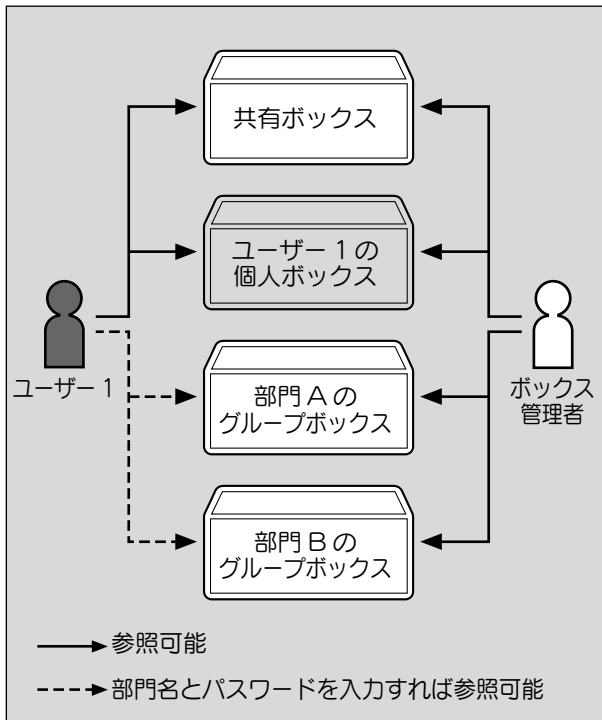 共有ボックス
ユーザー 1 の
個人ボックス
ユーザー 1
部門 A の
グループボックス
ボックス
管理者
部門 B の
グループボックス
参照可能
部門名とパスワードを入力すれば参照可能